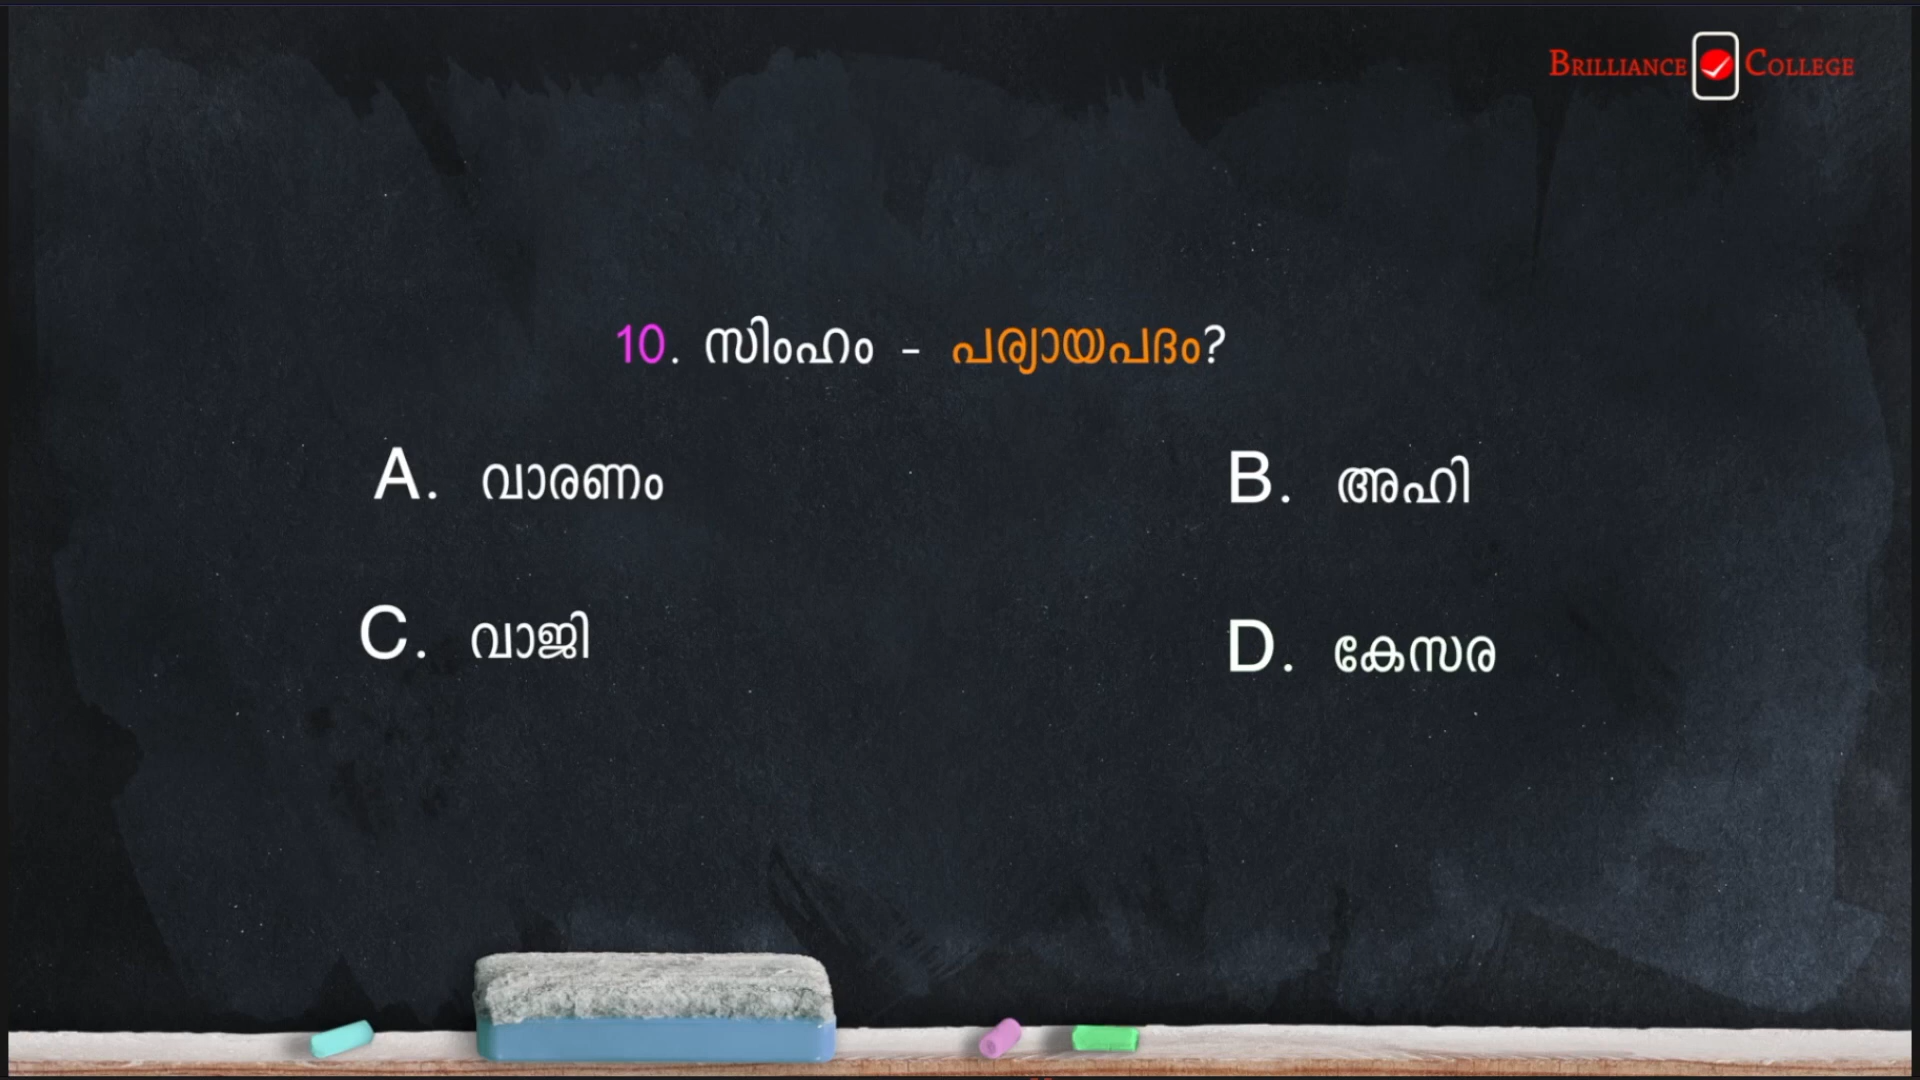 BRILLIANCE COLLEGE
10. സിംഹം - പര്യായപദം?
A. വാരണം
B. അഹി
C. വാജി
D. കേസര